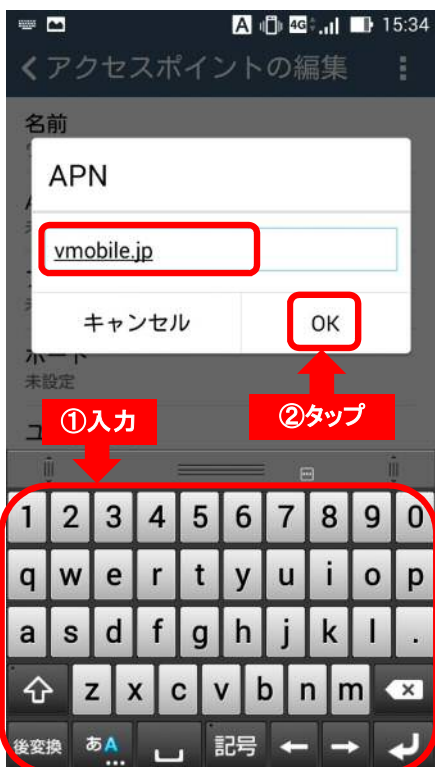 A 4G 15:34
アクセスポイントの編集
名前
APN
vmobile.jp
キャンセル OK
ポート
未設定
①入力 ②タップ
ユ
1 2 3 4 5 6 7 8 9 0
q w e r t y u i o p
a s d f g h j k l .
z x c v b n m
後変換 あA 記号 ← →